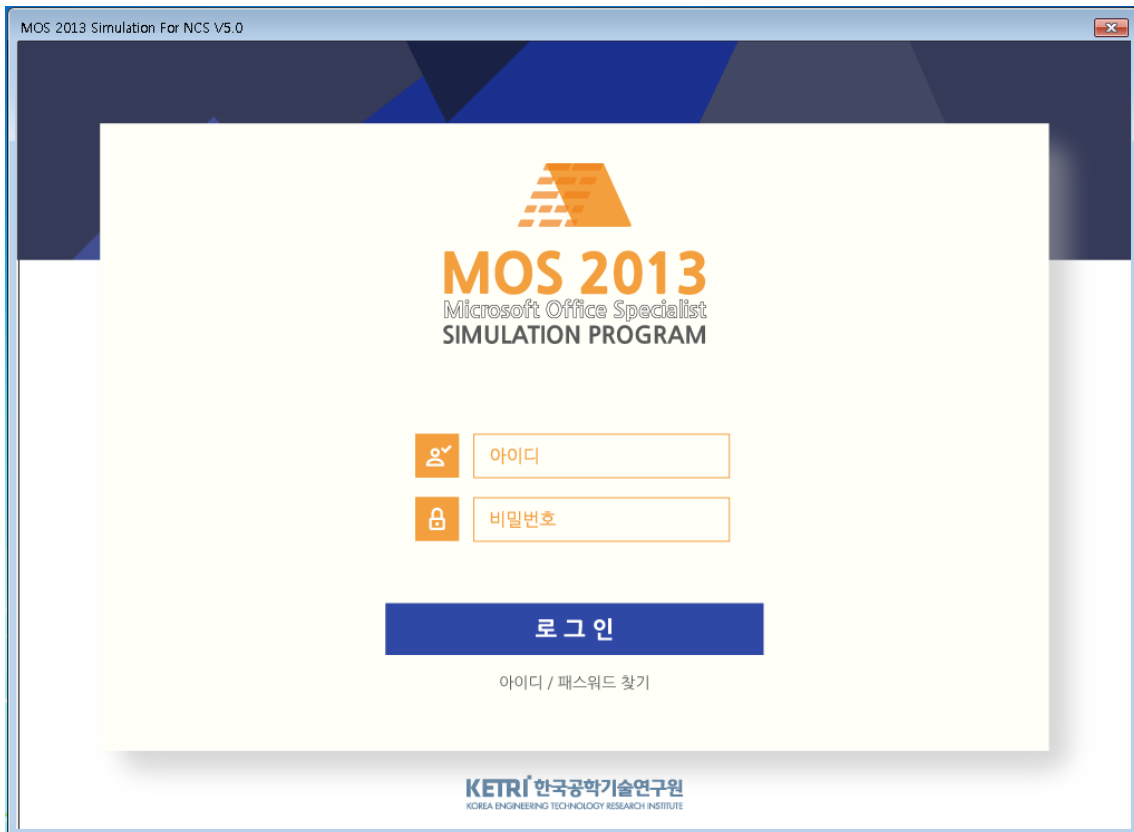 MOS 2013 Simulation For NCS V5.0
MOS 2013
Microsoft Office Specialist
SIMULATION PROGRAM
아이디
비밀번호
로그인
아이디 / 패스워드 찾기
KETRI 한국공학기술연구원
KOREA ENGINEERING TECHNOLOGY RESEARCH INSTITUTE